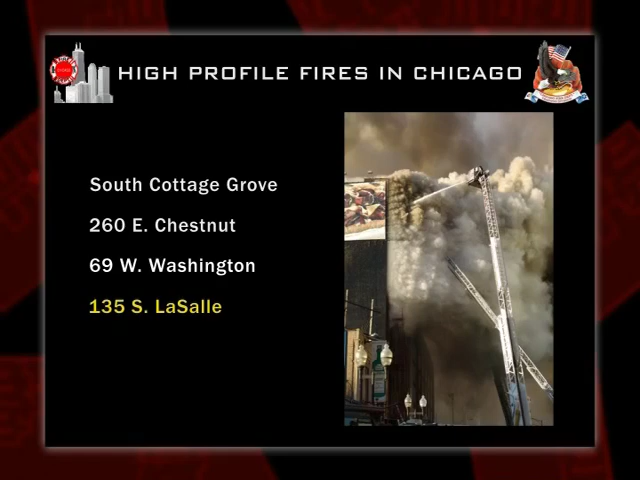 HIGH PROFILE FIRES IN CHICAGO
South Cottage Grove
260 E. Chestnut
69 W. Washington
135 S. LaSalle